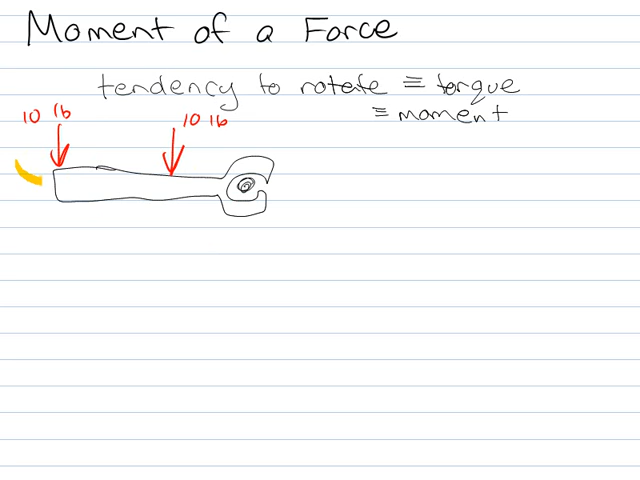 Moment of a Force
tendency to rotate ≡ torque
≡ moment
10 lb
10 lb